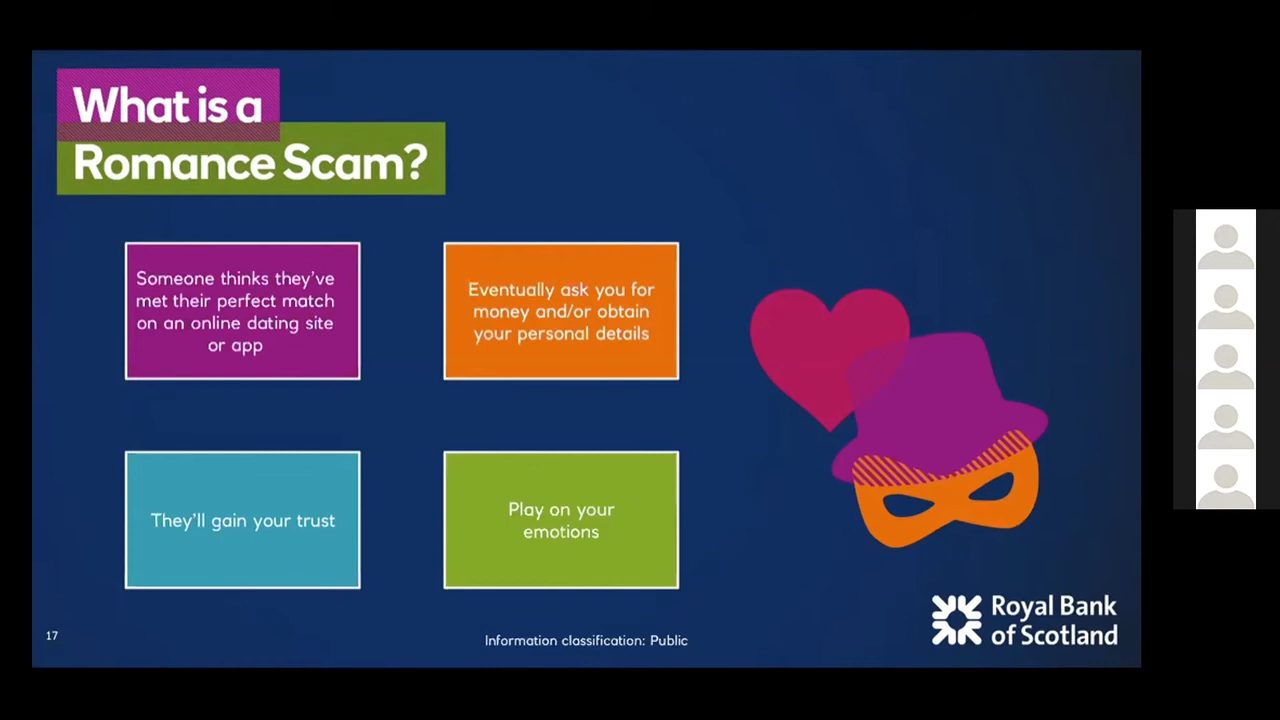 What is a
Romance Scam?
Someone thinks they've
met their perfect match
on an online dating site
or app
Eventually ask you for
money and/or obtain
your personal details
They'll gain your trust
Play on your
emotions
17
Information classification: Public
Royal Bank
of Scotland